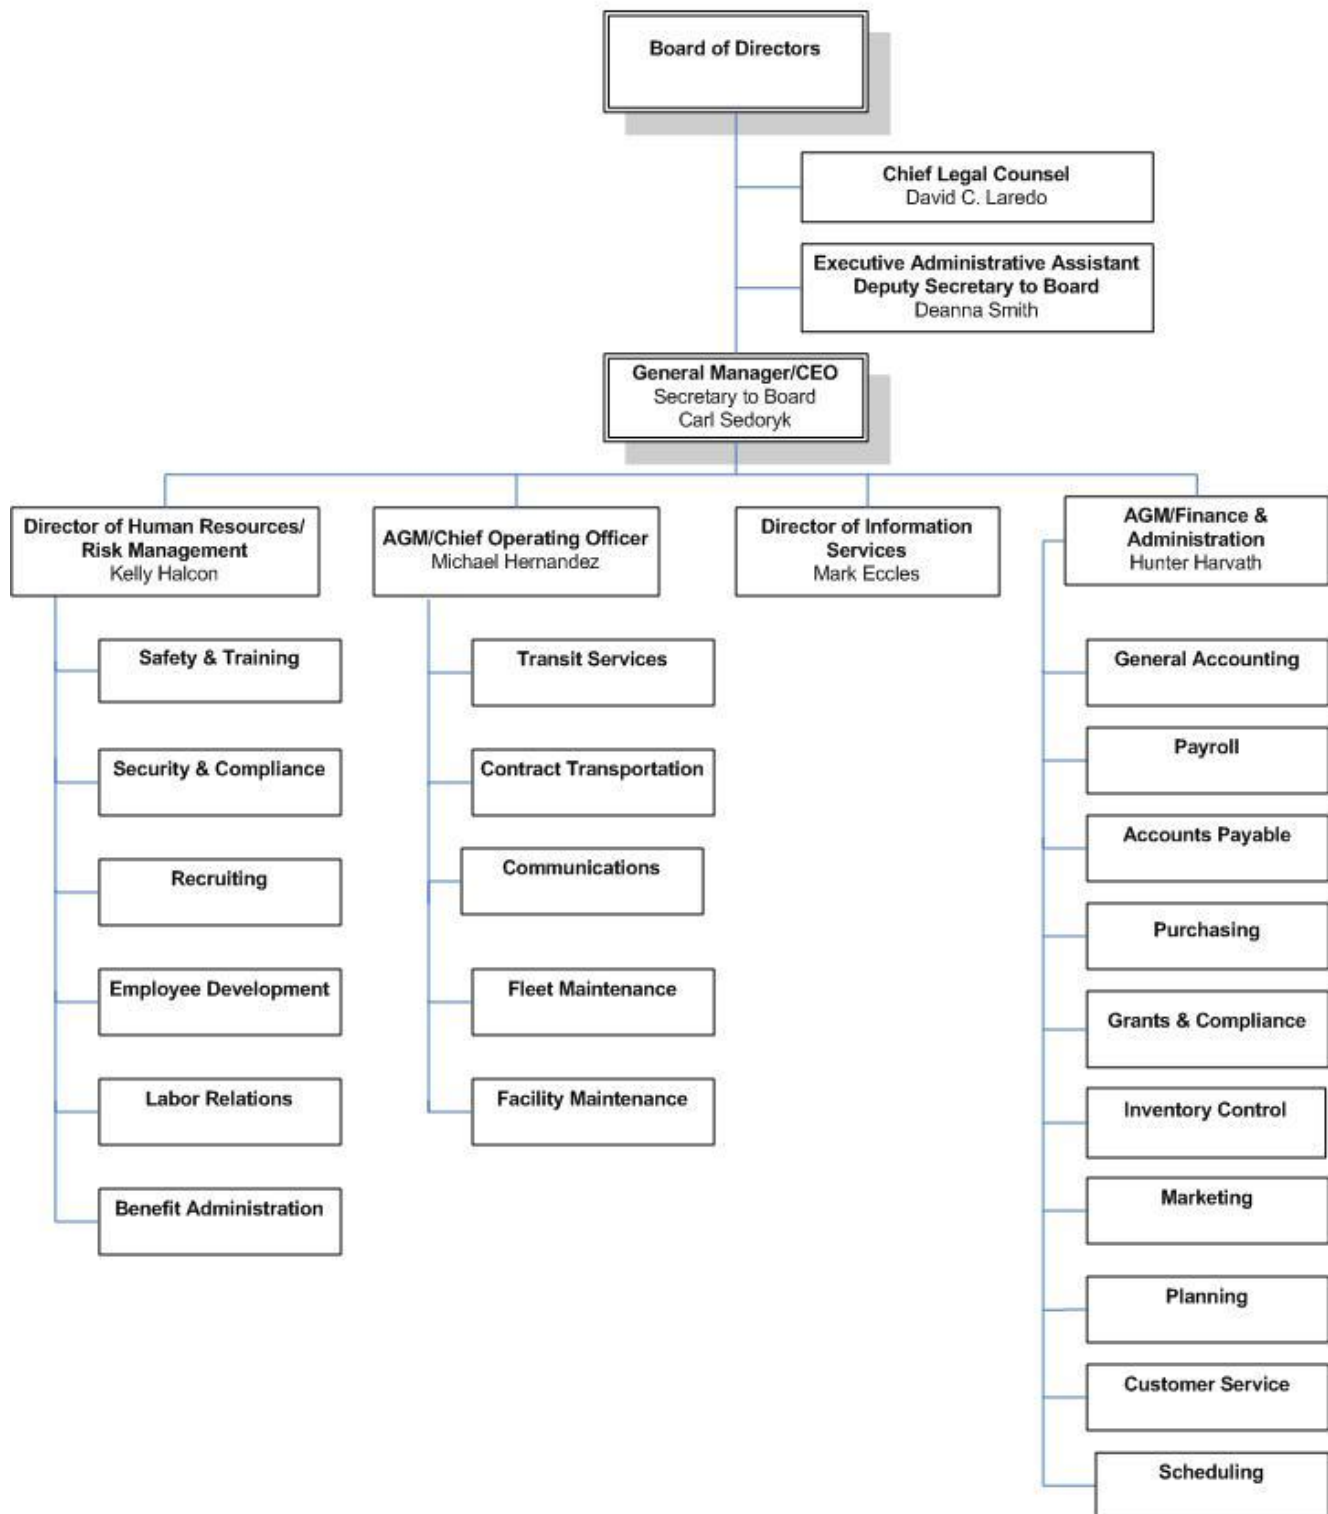 Board of Directors
Chief Legal Counsel
David C. Laredo
Executive Administrative Assistant
Deputy Secretary to Board
Deanna Smith
General Manager/CEO
Secretary to Board
Carl Sedoryk
Director of Human Resources/
Risk Management
Kelly Halcon
AGM/Chief Operating Officer
Michael Hernandez
Director of Information
Services
Mark Eccles
AGM/Finance &
Administration
Hunter Harvath
Safety & Training
Security & Compliance
Recruiting
Employee Development
Labor Relations
Benefit Administration
Transit Services
Contract Transportation
Communications
Fleet Maintenance
Facility Maintenance
General Accounting
Payroll
Accounts Payable
Purchasing
Grants & Compliance
Inventory Control
Marketing
Planning
Customer Service
Scheduling